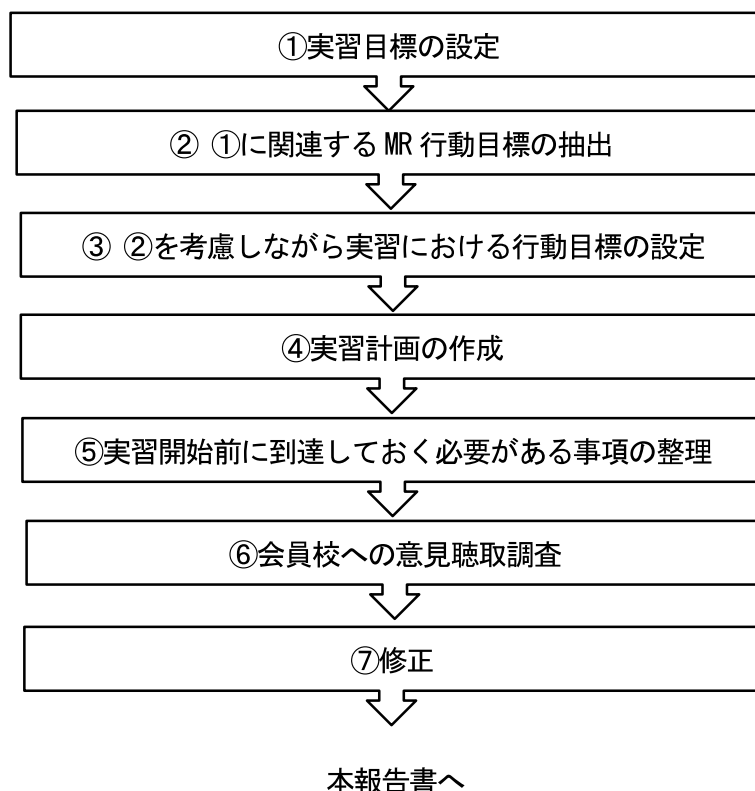 ①実習目標の設定
② ①に関連する MR 行動目標の抽出
③ ②を考慮しながら実習における行動目標の設定
④実習計画の作成
⑤実習開始前に到達しておく必要がある事項の整理
⑥会員校への意見聴取調査
⑦修正
本報告書へ